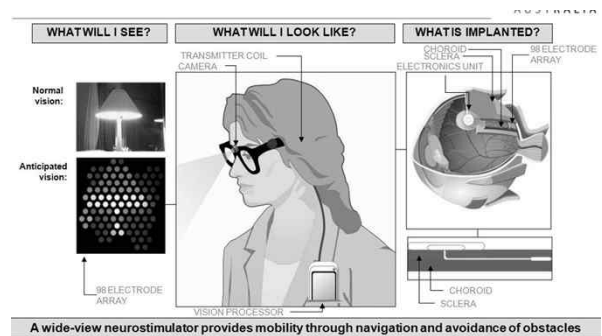 AUSTRALIA
WHAT WILL I SEE?
WHAT WILL I LOOK LIKE?
WHAT IS IMPLANTED?
Normal
vision:
Anticipated
vision:
98 ELECTRODE
ARRAY
TRANSMITTER COIL
CAMERA
VISION PROCESSOR
CHOROID
SCLERA
ELECTRONICS UNIT
98 ELECTRODE
ARRAY
CHOROID
SCLERA
A wide-view neurostimulator provides mobility through navigation and avoidance of obstacles